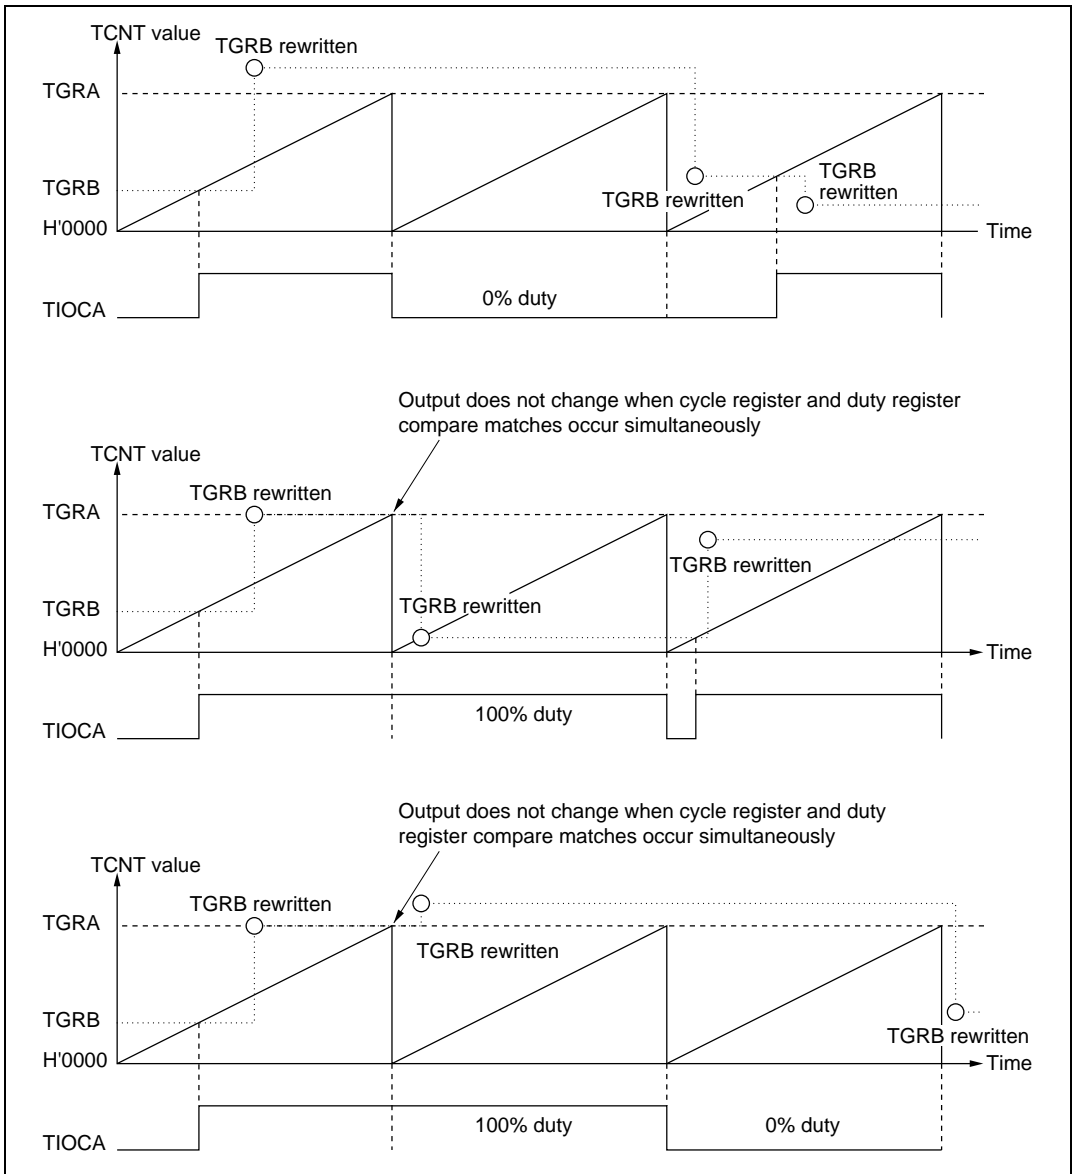 TCNT value
TGRB rewritten
TGRA
TGRB
TGRB rewritten
TGRB
rewritten
H'0000
Time
TIOCA
0% duty
Output does not change when cycle register and duty register
compare matches occur simultaneously
TCNT value
TGRB rewritten
TGRA
TGRB rewritten
TGRB
TGRB rewritten
H'0000
Time
TIOCA
100% duty
Output does not change when cycle register and duty
register compare matches occur simultaneously
TCNT value
TGRB rewritten
TGRA
TGRB rewritten
TGRB
TGRB rewritten
H'0000
Time
TIOCA
100% duty
0% duty